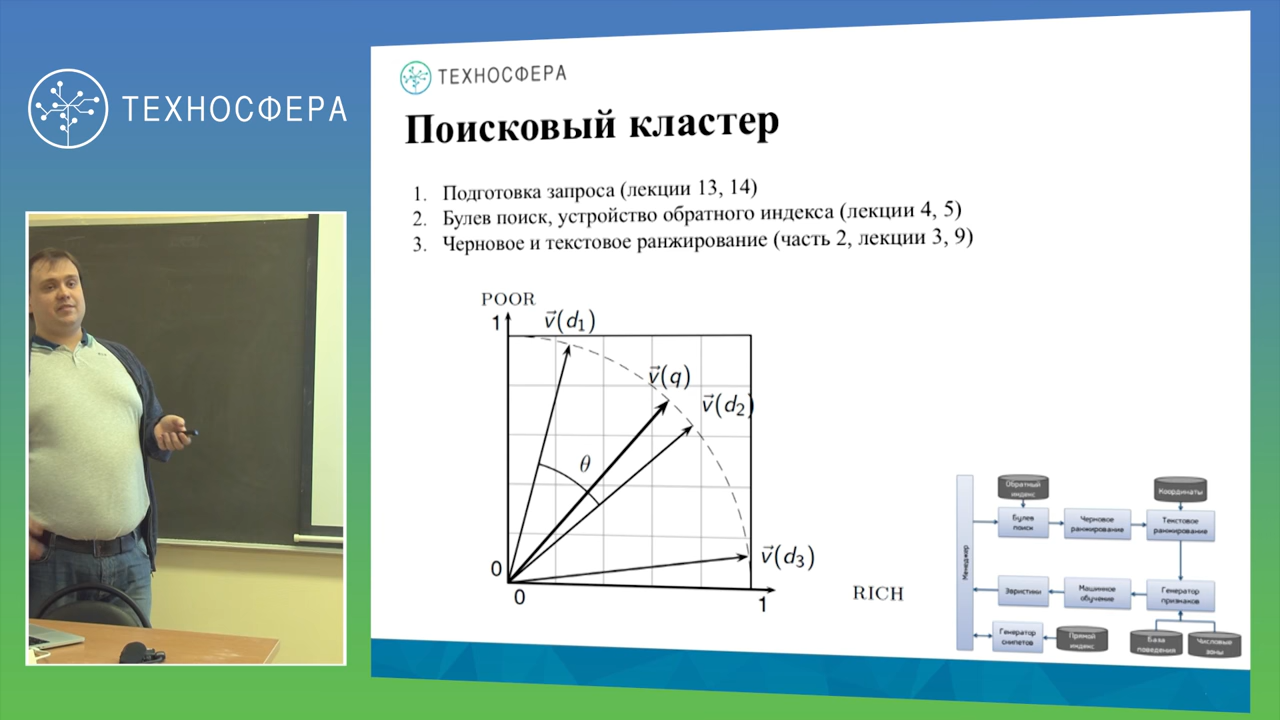 ТЕХНОСФЕРА
ТЕХНОСФЕРА
Поисковый кластер
1. Подготовка запроса (лекции 13, 14)
2. Булев поиск, устройство обратного индекса (лекции 4, 5)
3. Черновое и текстовое ранжирование (часть 2, лекции 3, 9)
POOR
1
v⃗(d₁)
v⃗(q)
v⃗(d₂)
θ
v⃗(d₃)
0
0
1
RICH
Обратный индекс
Координаты
Менеджер
Булев поиск
Черновое ранжирование
Текстовое ранжирование
Эвристики
Машинное обучение
Генератор признаков
Генератор снипетов
Прямой индекс
База поведения
Числовые зоны